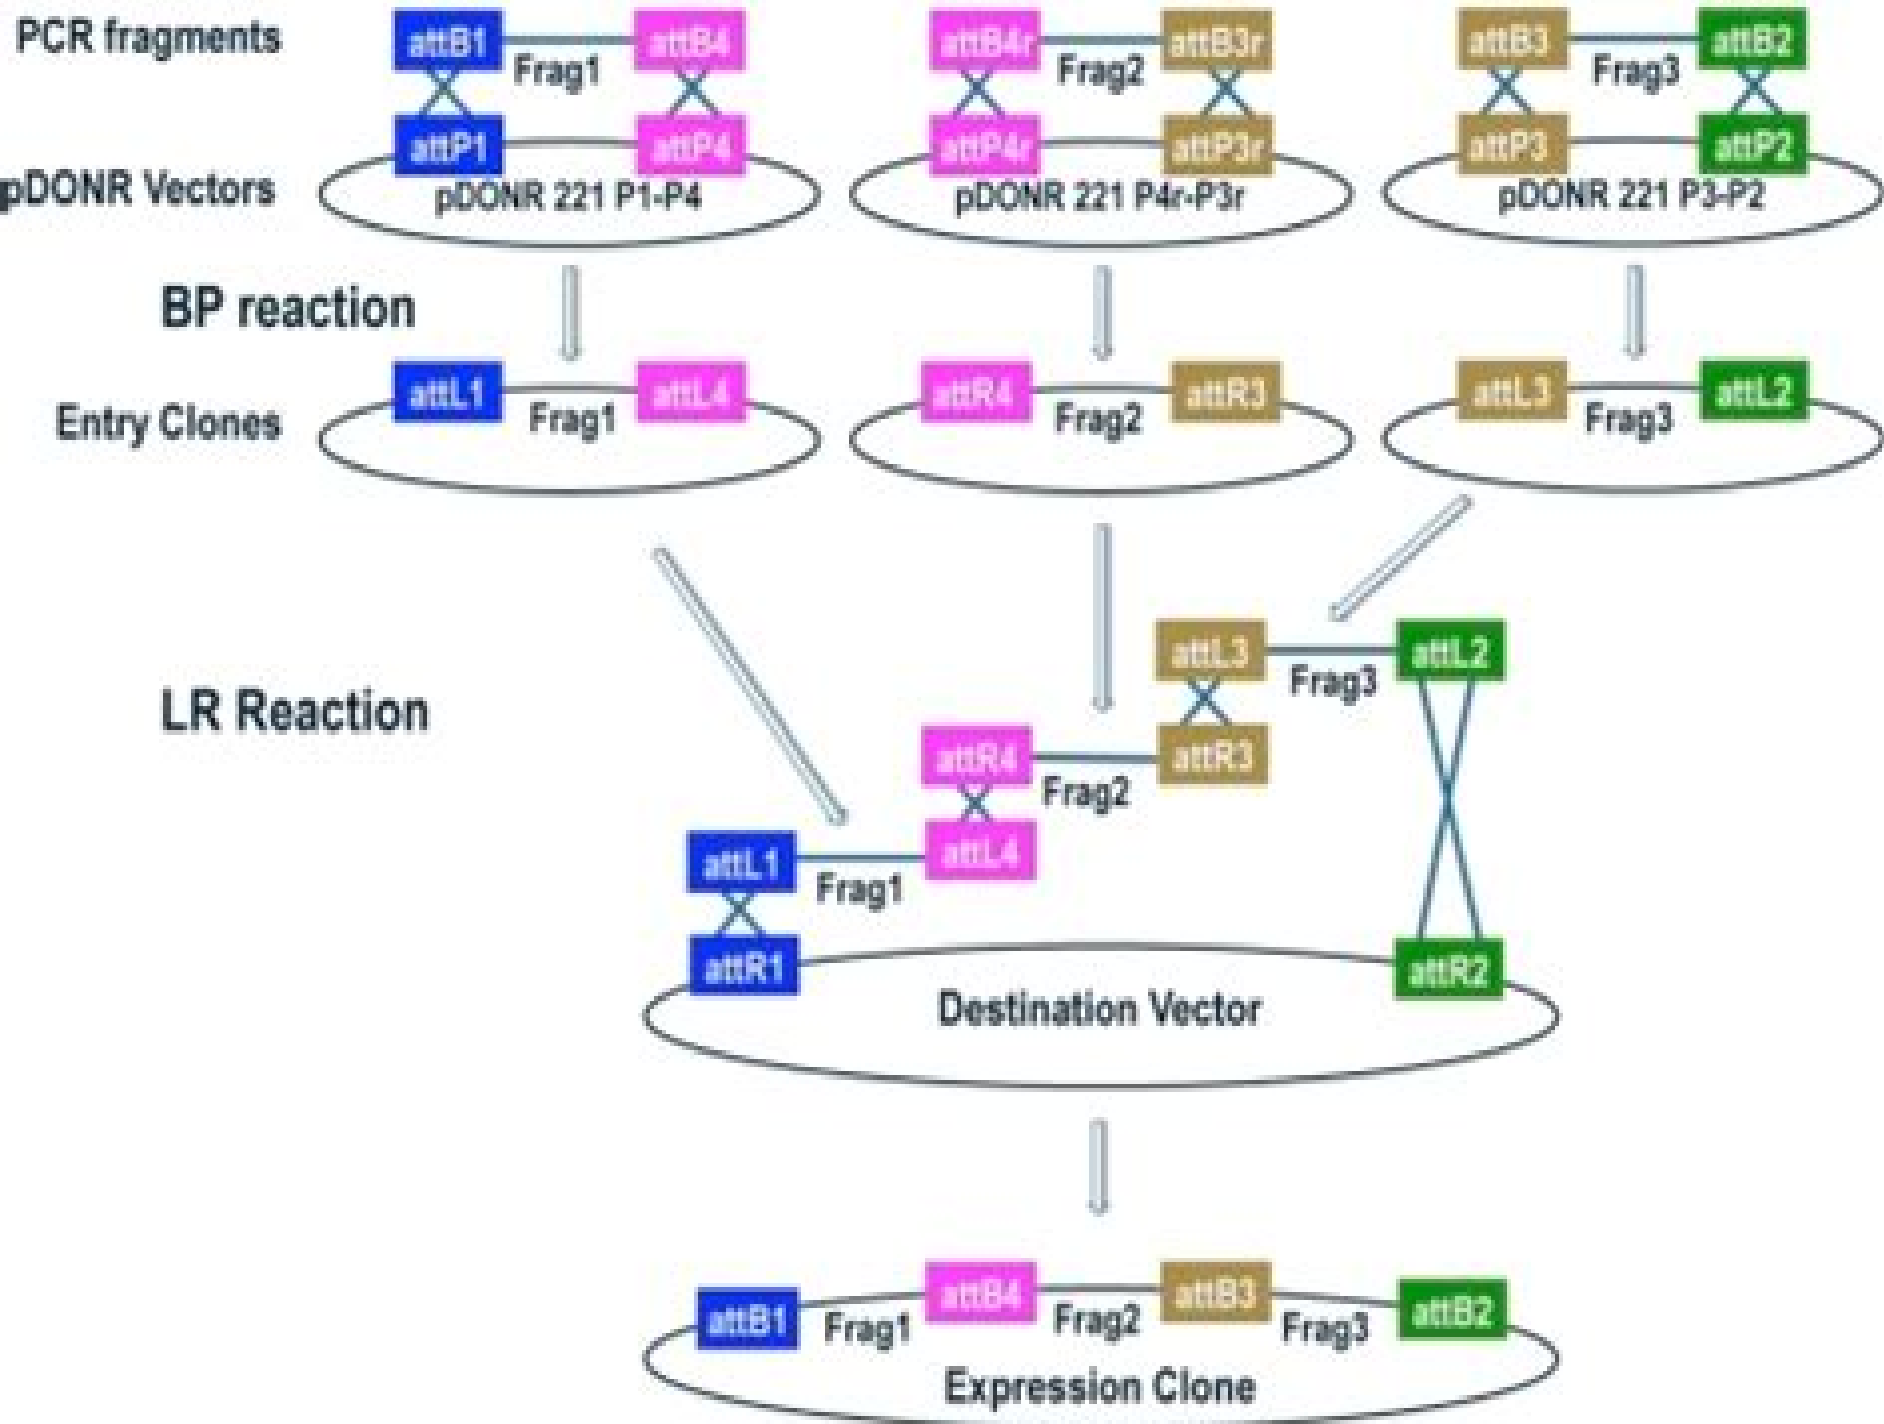 PCR fragments
attB1
Frag1
attB4
attB4r
Frag2
attB3r
attB3
Frag3
attB2
attP1
attP4
attP4r
attP3r
attP3
attP2
pDONR Vectors
pDONR 221 P1-P4
pDONR 221 P4r-P3r
pDONR 221 P3-P2
BP reaction
Entry Clones
attL1
Frag1
attL4
attR4
Frag2
attR3
attL3
Frag3
attL2
LR Reaction
attL3
Frag3
attL2
attR4
Frag2
attR3
attL1
Frag1
attL4
attR1
attR2
Destination Vector
attB1
Frag1
attB4
Frag2
attB3
Frag3
attB2
Expression Clone